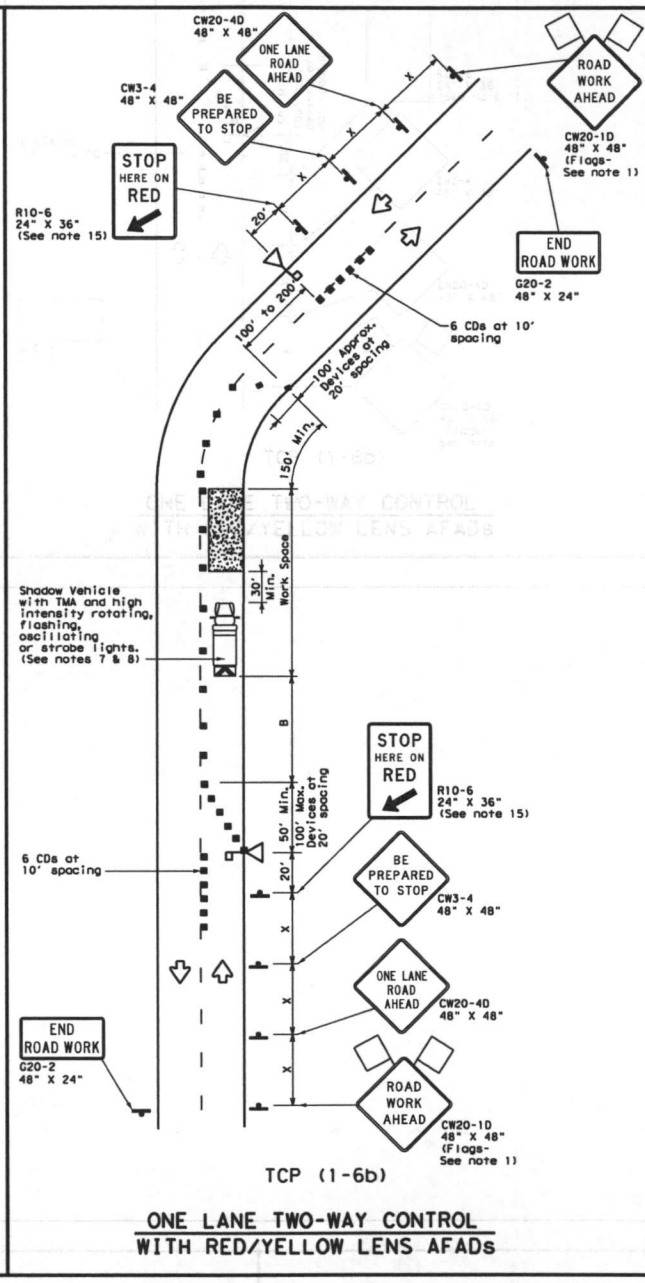 CW20-4D
48" X 48"
ONE LANE
ROAD
AHEAD
ROAD
WORK
AHEAD
CW20-1D
48" X 48"
(Flags-
See note 1)
CW3-4
48" X 48"
BE
PREPARED
TO STOP
X
X
X
STOP
HERE ON
RED
R10-6
24" X 36"
(See note 15)
20'
END
ROAD WORK
G20-2
48" X 24"
100' to 200'
6 CDs at 10'
spacing
100' Approx.
Devices at
20' spacing
150' Min.
Work Space
30'
Min.
Shadow Vehicle
with TMA and high
intensity rotating,
flashing,
oscillating
or strobe lights.
(See notes 7 & 8)
B
50' Min.
100' Max.
Devices at
20' spacing
STOP
HERE ON
RED
R10-6
24" X 36"
(See note 15)
6 CDs at
10' spacing
20'
BE
PREPARED
TO STOP
CW3-4
48" X 48"
X
ONE LANE
ROAD
AHEAD
CW20-4D
48" X 48"
X
END
ROAD WORK
G20-2
48" X 24"
X
ROAD
WORK
AHEAD
CW20-1D
48" X 48"
(Flags-
See note 1)
TCP (1-6b)
ONE LANE TWO-WAY CONTROL
WITH RED/YELLOW LENS AFADs